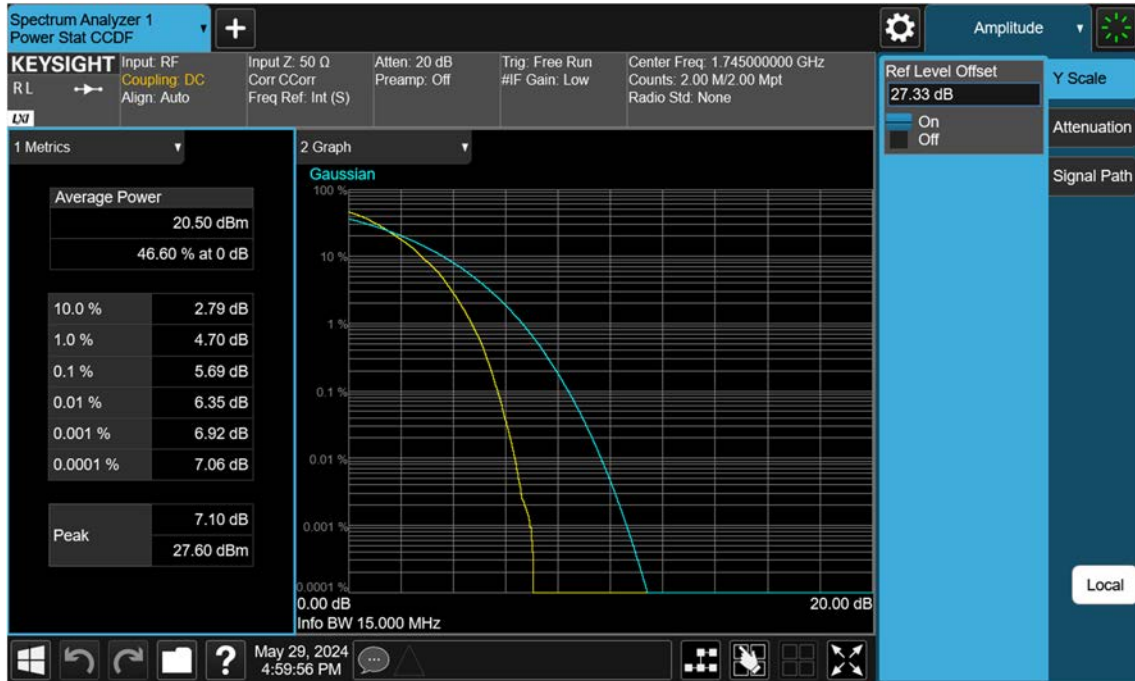 Spectrum Analyzer 1
Power Stat CCDF
Amplitude
KEYSIGHT
R L
LXI
Input: RF
Coupling: DC
Align: Auto
Input Z: 50 Ω
Corr CCorr
Freq Ref: Int (S)
Atten: 20 dB
Preamp: Off
Trig: Free Run
#IF Gain: Low
Center Freq: 1.745000000 GHz
Counts: 2.00 M/2.00 Mpt
Radio Std: None
Ref Level Offset
27.33 dB
On
Off
Y Scale
Attenuation
Signal Path
1 Metrics
Average Power
20.50 dBm
46.60 % at 0 dB
10.0 % 2.79 dB
1.0 % 4.70 dB
0.1 % 5.69 dB
0.01 % 6.35 dB
0.001 % 6.92 dB
0.0001 % 7.06 dB
Peak
7.10 dB
27.60 dBm
2 Graph
Gaussian
100 %
10 %
1 %
0.1 %
0.01 %
0.001 %
0.0001 %
0.00 dB 20.00 dB
Info BW 15.000 MHz
Local
?
May 29, 2024
4:59:56 PM